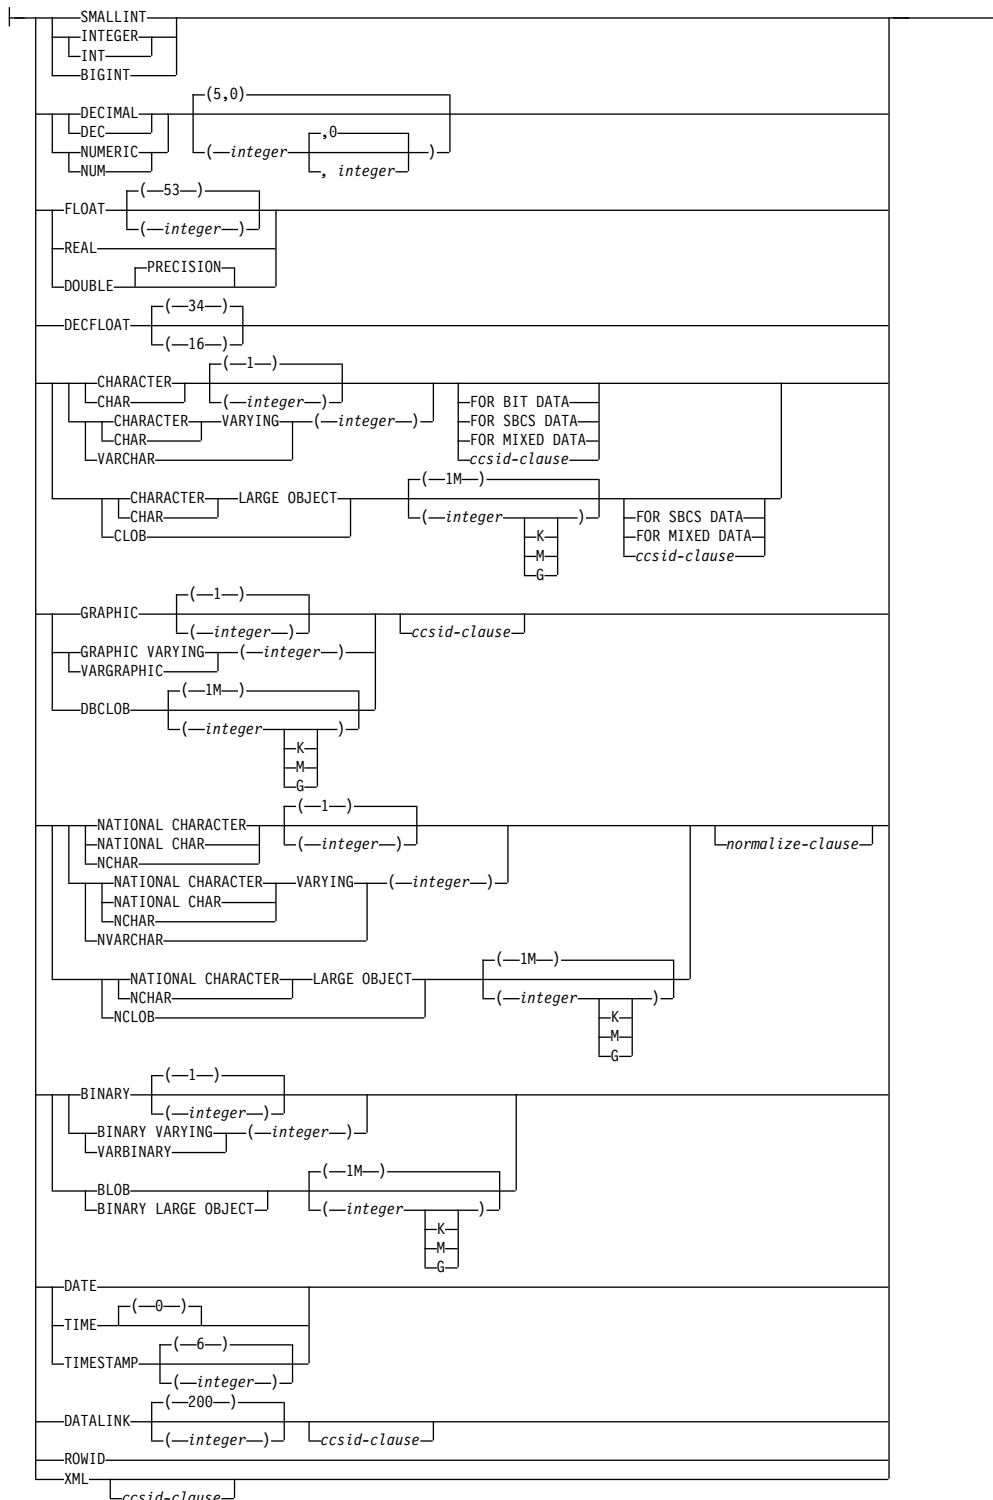 SMALLINT
INTEGER
INT
BIGINT
(5,0)
DECIMAL
DEC
,0
NUMERIC
( integer )
NUM
, integer
( 53 )
FLOAT
( integer )
REAL
PRECISION
DOUBLE
( 34 )
DECFLOAT
( 16 )
( 1 )
CHARACTER
CHAR ( integer ) FOR BIT DATA
CHARACTER VARYING ( integer ) FOR SBCS DATA
CHAR FOR MIXED DATA
VARCHAR ccsid-clause
( 1M )
CHARACTER LARGE OBJECT
CHAR ( integer ) FOR SBCS DATA
CLOB K FOR MIXED DATA
M ccsid-clause
G
( 1 )
GRAPHIC
( integer ) ccsid-clause
GRAPHIC VARYING ( integer )
VARGRAPHIC
( 1M )
DBCLOB
( integer )
K
M
G
( 1 )
NATIONAL CHARACTER
NATIONAL CHAR ( integer ) normalize-clause
NCHAR
NATIONAL CHARACTER VARYING ( integer )
NATIONAL CHAR
NCHAR
NVARCHAR
( 1M )
NATIONAL CHARACTER LARGE OBJECT
NCHAR ( integer )
NCLOB K
M
G
( 1 )
BINARY
( integer )
BINARY VARYING ( integer )
VARBINARY
( 1M )
BLOB
BINARY LARGE OBJECT ( integer )
K
M
G
DATE
( 0 )
TIME
( 6 )
TIMESTAMP
( integer )
( 200 )
DATALINK
( integer ) ccsid-clause
ROWID
XML
ccsid-clause